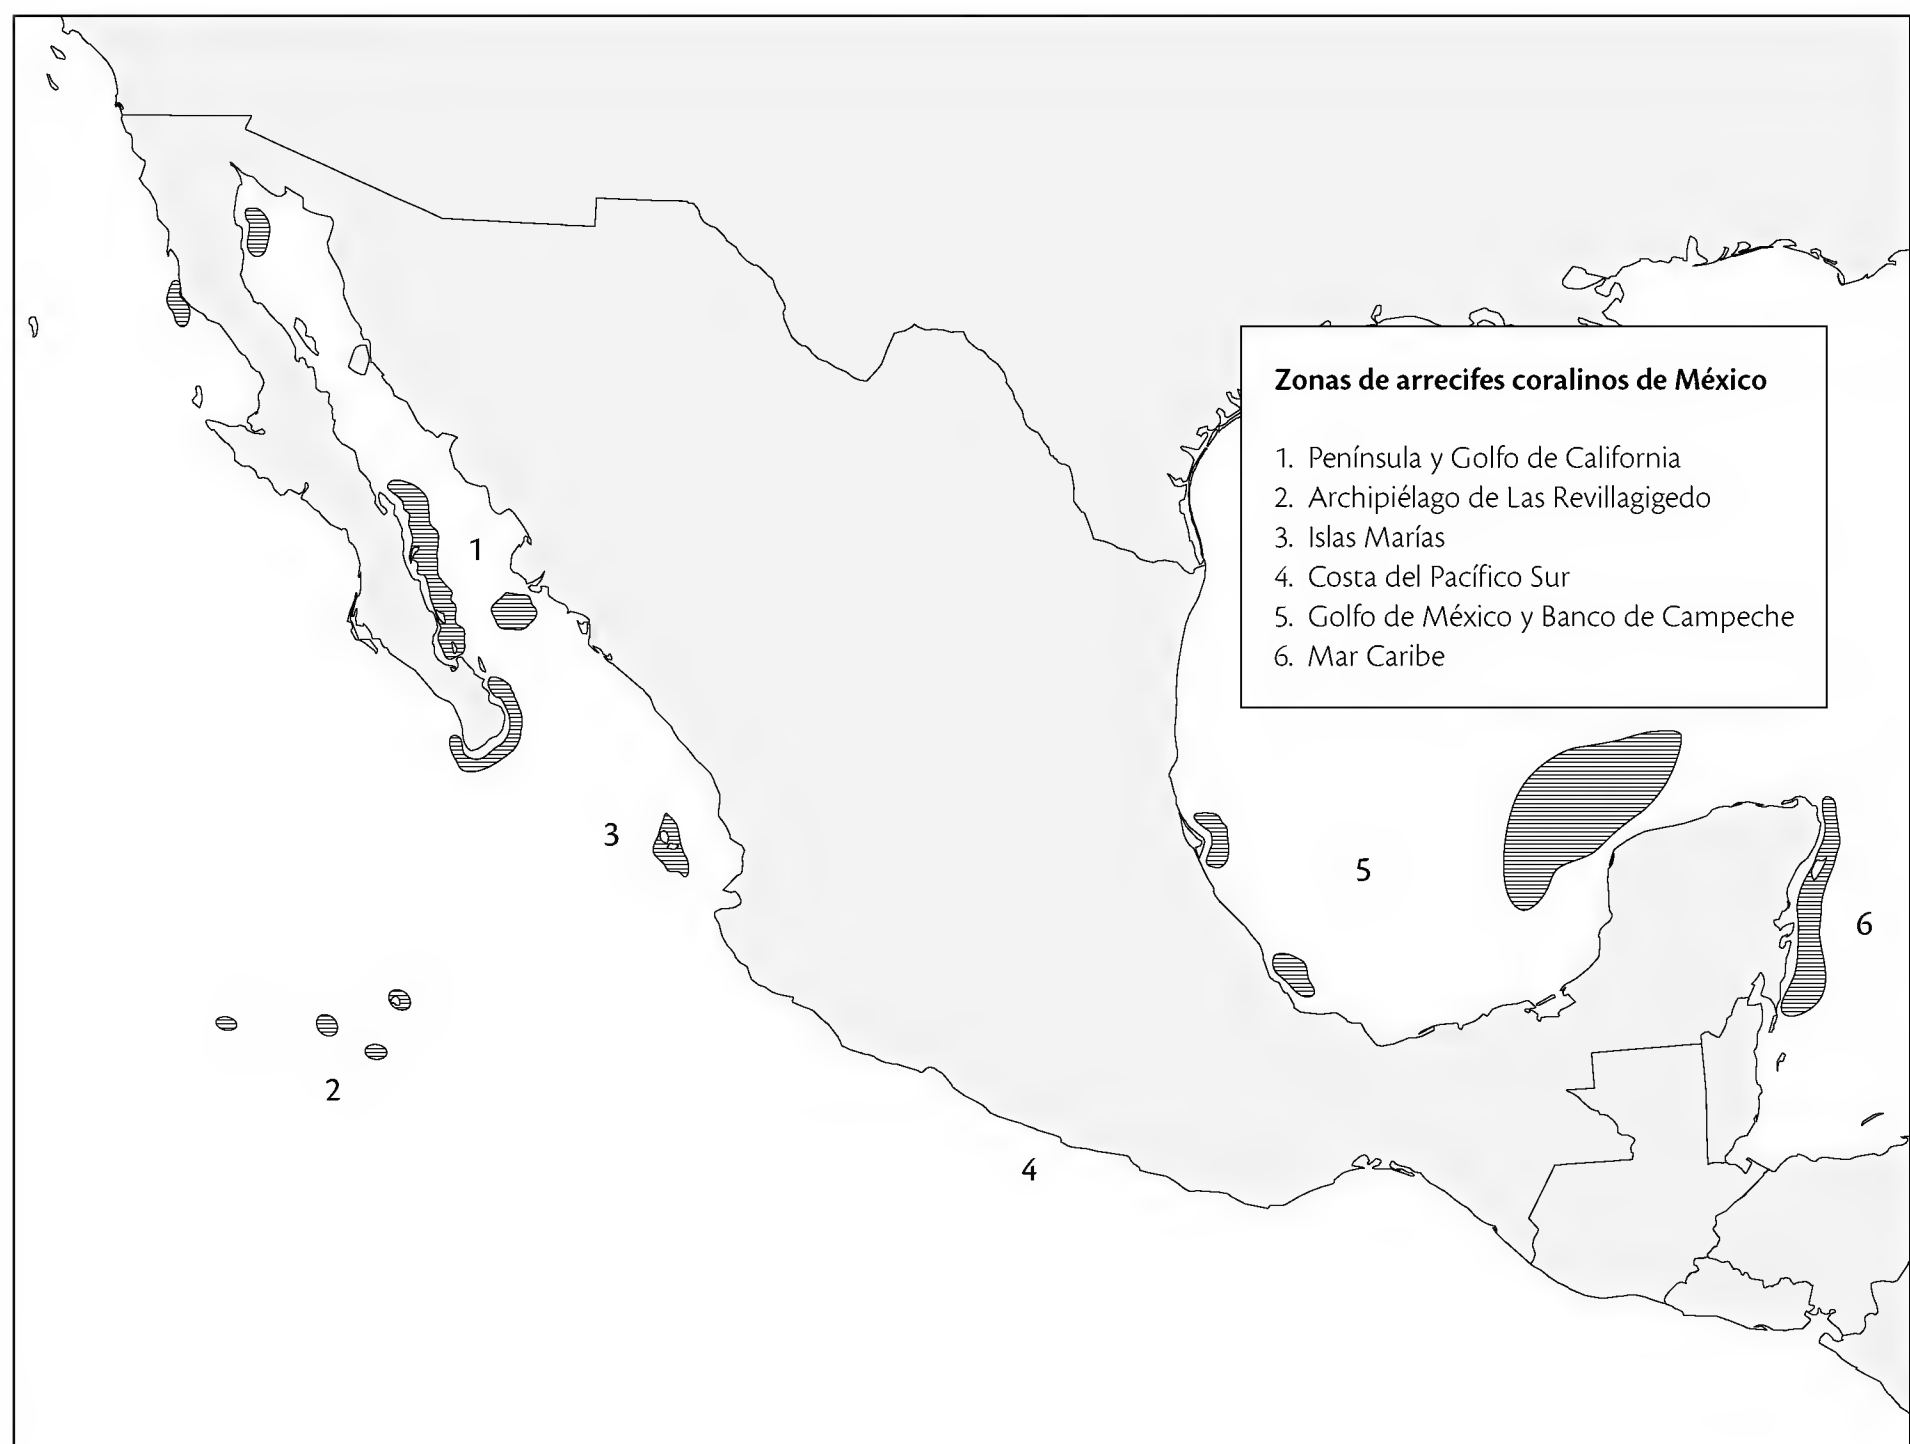 Zonas de arrecifes coralinos de México
1. Península y Golfo de California
2. Archipiélago de Las Revillagigedo
3. Islas Marías
4. Costa del Pacífico Sur
5. Golfo de México y Banco de Campeche
6. Mar Caribe
1
3
5
6
2
4